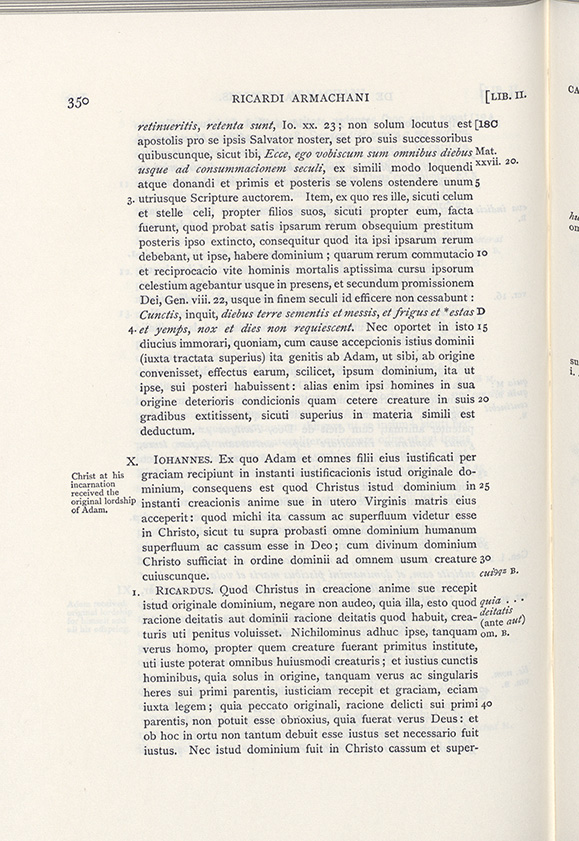 350 RICARDI ARMACHANI [LIB. II.
retinueritis, retenta sunt, Io. xx. 23; non solum locutus est [18C
apostolis pro se ipsis Salvator noster, set pro suis successoribus
quibuscunque, sicut ibi, Ecce, ego vobiscum sum omnibus diebus Mat.
usque ad consummacionem seculi, ex simili modo loquendi xxvii. 20.
atque donandi et primis et posteris se volens ostendere unum 5
3. utriusque Scripture auctorem. Item, ex quo res ille, sicuti celum
et stelle celi, propter filios suos, sicuti propter eum, facta
fuerunt, quod probat satis ipsarum rerum obsequium prestitum
posteris ipso extincto, consequitur quod ita ipsi ipsarum rerum
debebant, ut ipse, habere dominium; quarum rerum commutacio 10
et reciprocacio vite hominis mortalis aptissima cursu ipsorum
celestium agebantur usque in presens, et secundum promissionem
Dei, Gen. viii. 22, usque in finem seculi id efficere non cessabunt:
Cunctis, inquit, diebus terre sementis et messis, et frigus et *estas D
4. et yemps, nox et dies non requiescent. Nec oportet in isto 15
diucius immorari, quoniam, cum cause accepcionis istius dominii
(iuxta tractata superius) ita genitis ab Adam, ut sibi, ab origine
convenisset, effectus earum, scilicet, ipsum dominium, ita ut
ipse, sui posteri habuissent: alias enim ipsi homines in sua
origine deterioris condicionis quam cetere creature in suis 20
gradibus extitissent, sicuti superius in materia simili est
deductum.
X. IOHANNES. Ex quo Adam et omnes filii eius iustificati per
Christ at his graciam recipiunt in instanti iustificacionis istud originale do-
incarnation
received the minium, consequens est quod Christus istud dominium in 25
original lordship instanti creacionis anime sue in utero Virginis matris eius
of Adam. acceperit: quod michi ita cassum ac superfluum videtur esse
in Christo, sicut tu supra probasti omne dominium humanum
superfluum ac cassum esse in Deo; cum divinum dominium
Christo sufficiat in ordine dominii ad omnem usum creature 30
cuiuscunque. B.
1. RICARDUS. Quod Christus in creacione anime sue recepit
istud originale dominium, negare non audeo, quia illa, esto quod quia . . .
racione deitatis aut dominii racione deitatis quod habuit, crea- deitatis
(ante aut)
turis uti penitus voluisset. Nichilominus adhuc ipse, tanquam om. B.
verus homo, propter quem creature fuerant primitus institute,
uti iuste poterat omnibus huiusmodi creaturis; et iustius cunctis
hominibus, quia solus in origine, tanquam verus ac singularis
heres sui primi parentis, iusticiam recepit et graciam, eciam
iuxta legem; quia peccato originali, racione delicti sui primi 40
parentis, non potuit esse obnoxius, quia fuerat verus Deus: et
ob hoc in ortu non tantum debuit esse iustus set necessario fuit
iustus. Nec istud dominium fuit in Christo cassum et super-